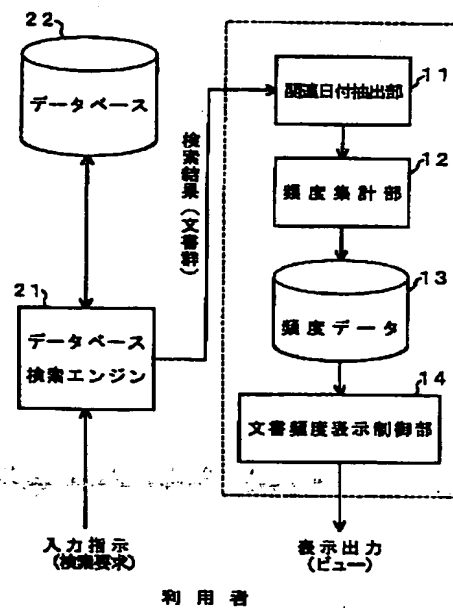 22
データベース
検索結果(文書群)
21
データベース
検索エンジン
入力指示
(検索要求)
関連日付抽出部
11
頻度集計部
12
頻度データ
13
文書頻度表示制御部
14
表示出力
(ビュー)
利用者